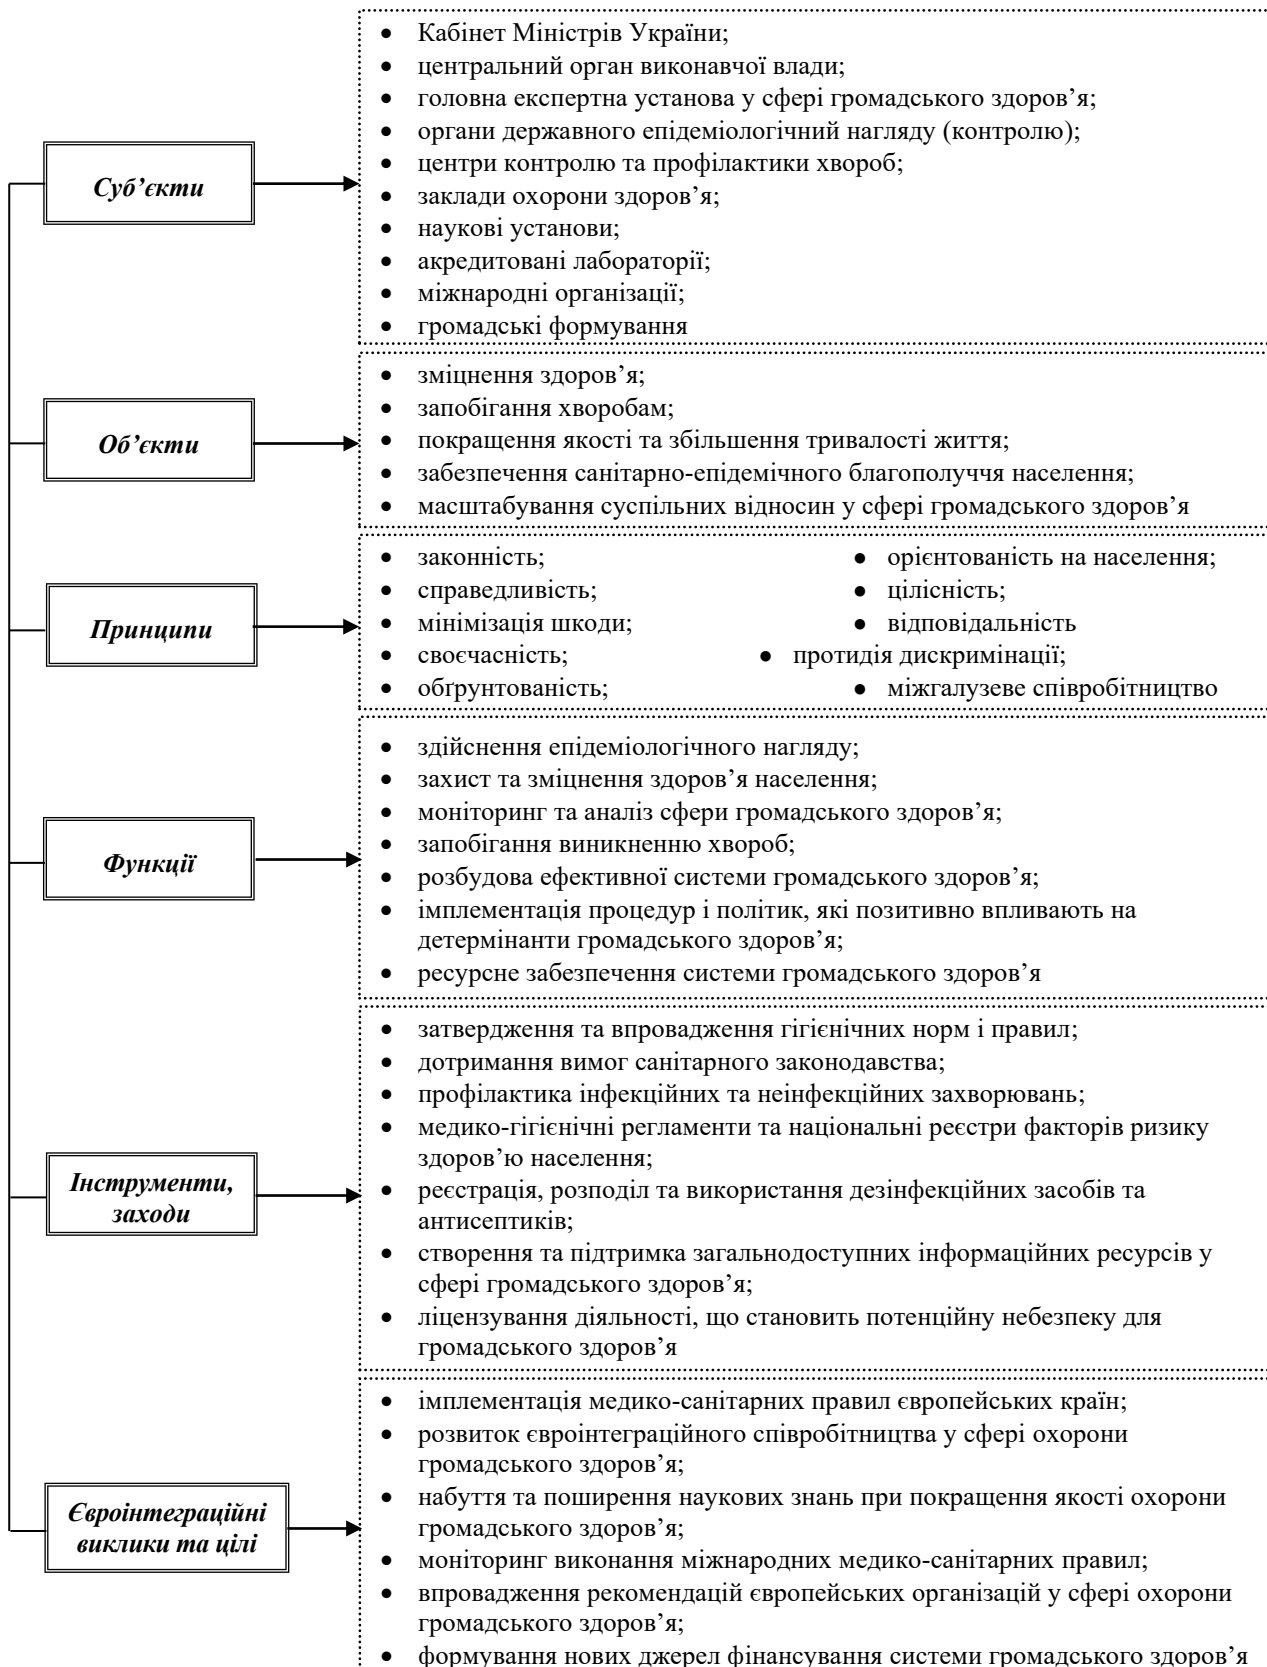 Суб’єкти
• Кабінет Міністрів України;
• центральний орган виконавчої влади;
• головна експертна установа у сфері громадського здоров’я;
• органи державного епідеміологічний нагляду (контролю);
• центри контролю та профілактики хвороб;
• заклади охорони здоров’я;
• наукові установи;
• акредитовані лабораторії;
• міжнародні організації;
• громадські формування
Об’єкти
• зміцнення здоров’я;
• запобігання хворобам;
• покращення якості та збільшення тривалості життя;
• забезпечення санітарно-епідемічного благополуччя населення;
• масштабування суспільних відносин у сфері громадського здоров’я
Принципи
• законність; • орієнтованість на населення;
• справедливість; • цілісність;
• мінімізація шкоди; • відповідальність
• своєчасність; • протидія дискримінації;
• обґрунтованість; • міжгалузеве співробітництво
Функції
• здійснення епідеміологічного нагляду;
• захист та зміцнення здоров’я населення;
• моніторинг та аналіз сфери громадського здоров’я;
• запобігання виникненню хвороб;
• розбудова ефективної системи громадського здоров’я;
• імплементація процедур і політик, які позитивно впливають на
детермінанти громадського здоров’я;
• ресурсне забезпечення системи громадського здоров’я
Інструменти,
заходи
• затвердження та впровадження гігієнічних норм і правил;
• дотримання вимог санітарного законодавства;
• профілактика інфекційних та неінфекційних захворювань;
• медико-гігієнічні регламенти та національні реєстри факторів ризику
здоров’ю населення;
• реєстрація, розподіл та використання дезінфекційних засобів та
антисептиків;
• створення та підтримка загальнодоступних інформаційних ресурсів у
сфері громадського здоров’я;
• ліцензування діяльності, що становить потенційну небезпеку для
громадського здоров’я
Євроінтеграційні
виклики та цілі
• імплементація медико-санітарних правил європейських країн;
• розвиток євроінтеграційного співробітництва у сфері охорони
громадського здоров’я;
• набуття та поширення наукових знань при покращення якості охорони
громадського здоров’я;
• моніторинг виконання міжнародних медико-санітарних правил;
• впровадження рекомендацій європейських організацій у сфері охорони
громадського здоров’я;
• формування нових джерел фінансування системи громадського здоров’я